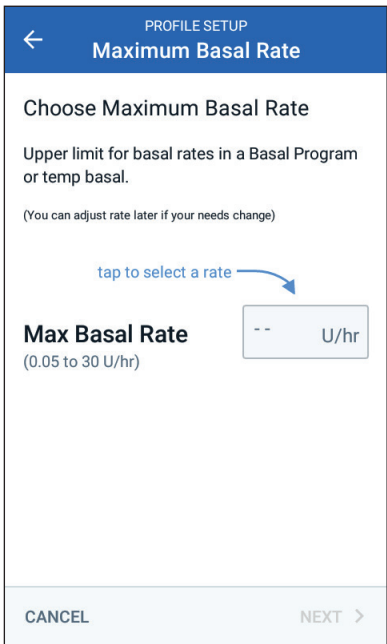 PROFILE SETUP
Maximum Basal Rate
Choose Maximum Basal Rate
Upper limit for basal rates in a Basal Program
or temp basal.
(You can adjust rate later if your needs change)
tap to select a rate
Max Basal Rate
-- U/hr
(0.05 to 30 U/hr)
CANCEL
NEXT